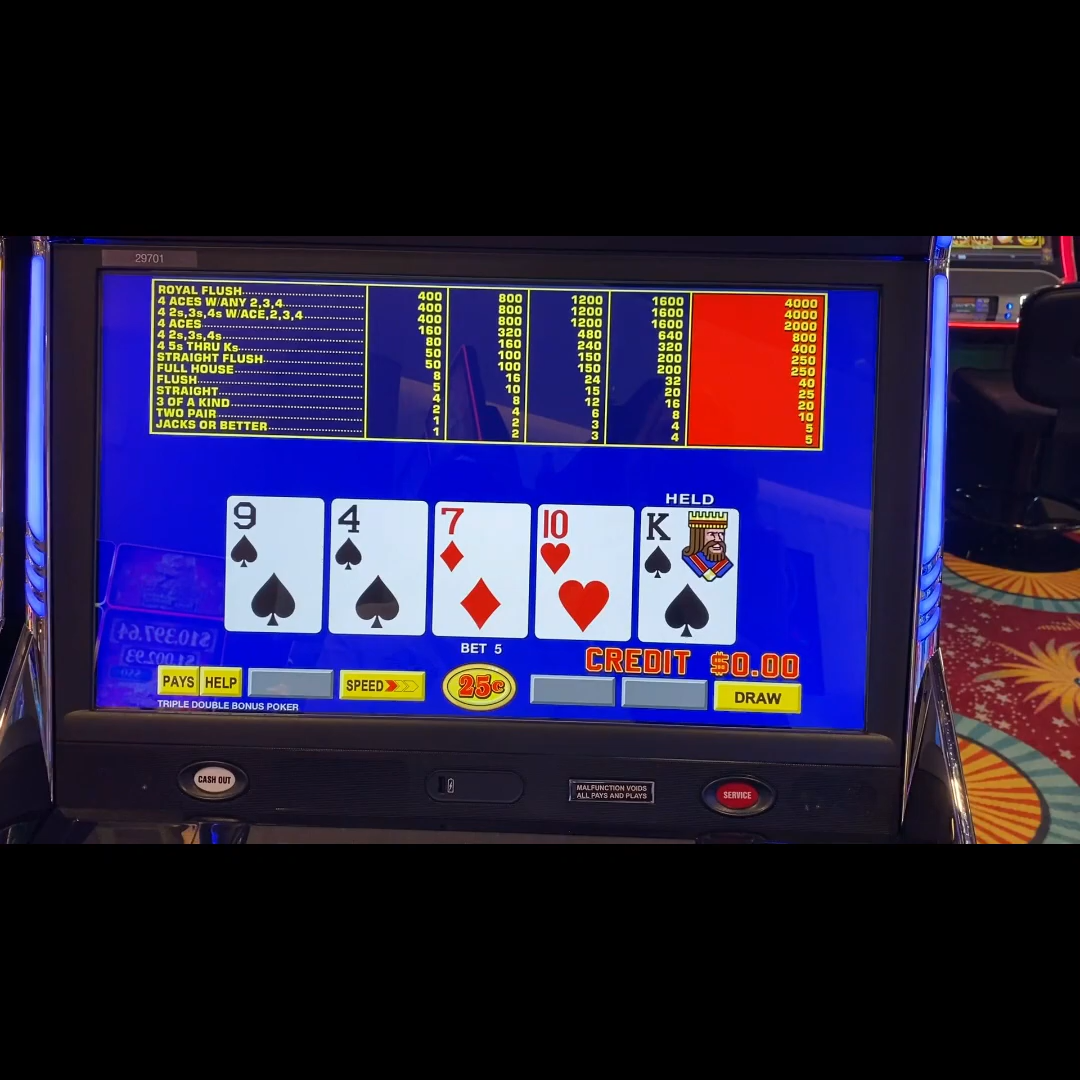 29701
ROYAL FLUSH 400 800 1200 1600 4000
4 ACES W/ANY 2,3,4 400 800 1200 1600 4000
4 2s,3s,4s W/ACE,2,3,4 400 800 1200 1600 2000
4 ACES 160 320 480 640 800
4 2s,3s,4s 80 160 240 320 400
4 5s THRU Ks 50 100 150 200 250
STRAIGHT FLUSH 50 100 150 200 250
FULL HOUSE 8 16 24 32 40
FLUSH 5 10 15 20 25
STRAIGHT 4 8 12 16 20
3 OF A KIND 2 4 6 8 10
TWO PAIR 1 2 3 4 5
JACKS OR BETTER 1 2 3 4 5
HELD
9 4 7 10 K
BET 5
CREDIT $0.00
PAYS HELP SPEED 25¢ DRAW
TRIPLE DOUBLE BONUS POKER
CASH OUT
MALFUNCTION VOIDS
ALL PAYS AND PLAYS
SERVICE